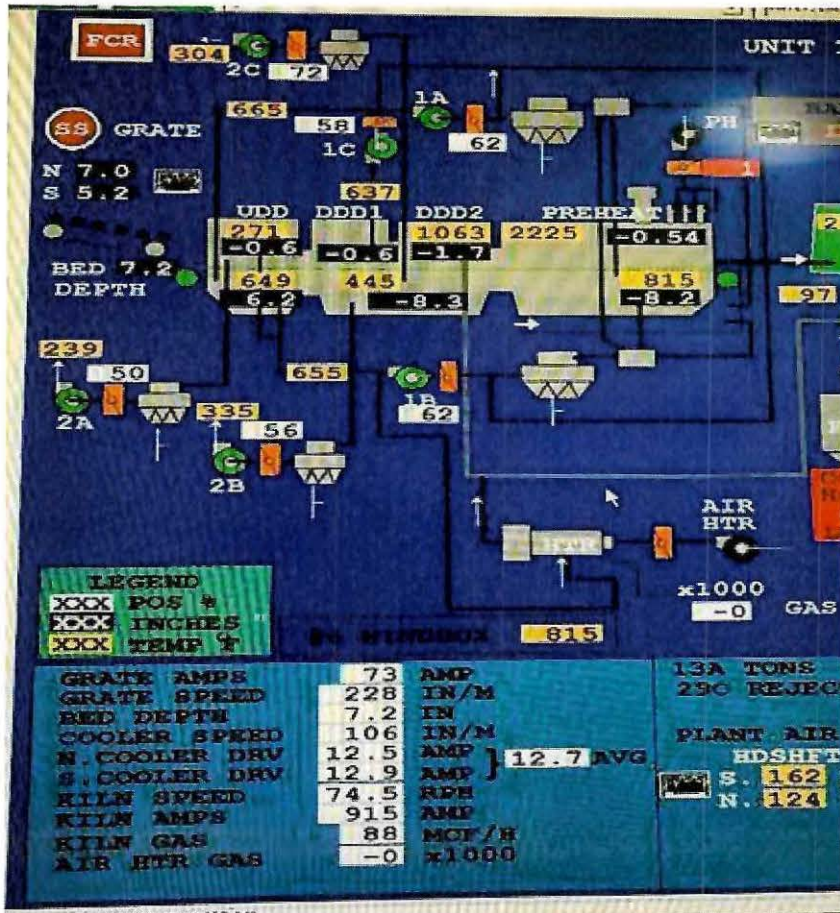 FCR
304
2C
72
UNIT
665
1A
58
62
PH
SS GRATE
1C
1
N 7.0
S 5.2
637
UDD DDD1 DDD2 PREHEAT
271
1063
2225
-0.6
-0.6
-1.7
-0.54
BED 7.2
DEPTH
649
445
815
6.2
-8.3
-8.2
97
239
50
655
1B
62
2A
335
56
2B
AIR
HTR
LEGEND
x1000
XXX POS %
-0 GAS
XXX INCHES
XXX TEMP °F
WINDBOX 815
GRATE AMPS 73 AMP
GRATE SPEED 228 IN/M
BED DEPTH 7.2 IN
COOLER SPEED 106 IN/M
N.COOLER DRV 12.5 AMP
S.COOLER DRV 12.9 AMP
} 12.7 AVG
KILN SPEED 74.5 RPH
KILN AMPS 915 AMP
KILN GAS 88 MCF/H
AIR HTR GAS -0 x1000
13A TONS
290 REJEC
PLANT AIR
HDSHFT
S. 162
N. 124